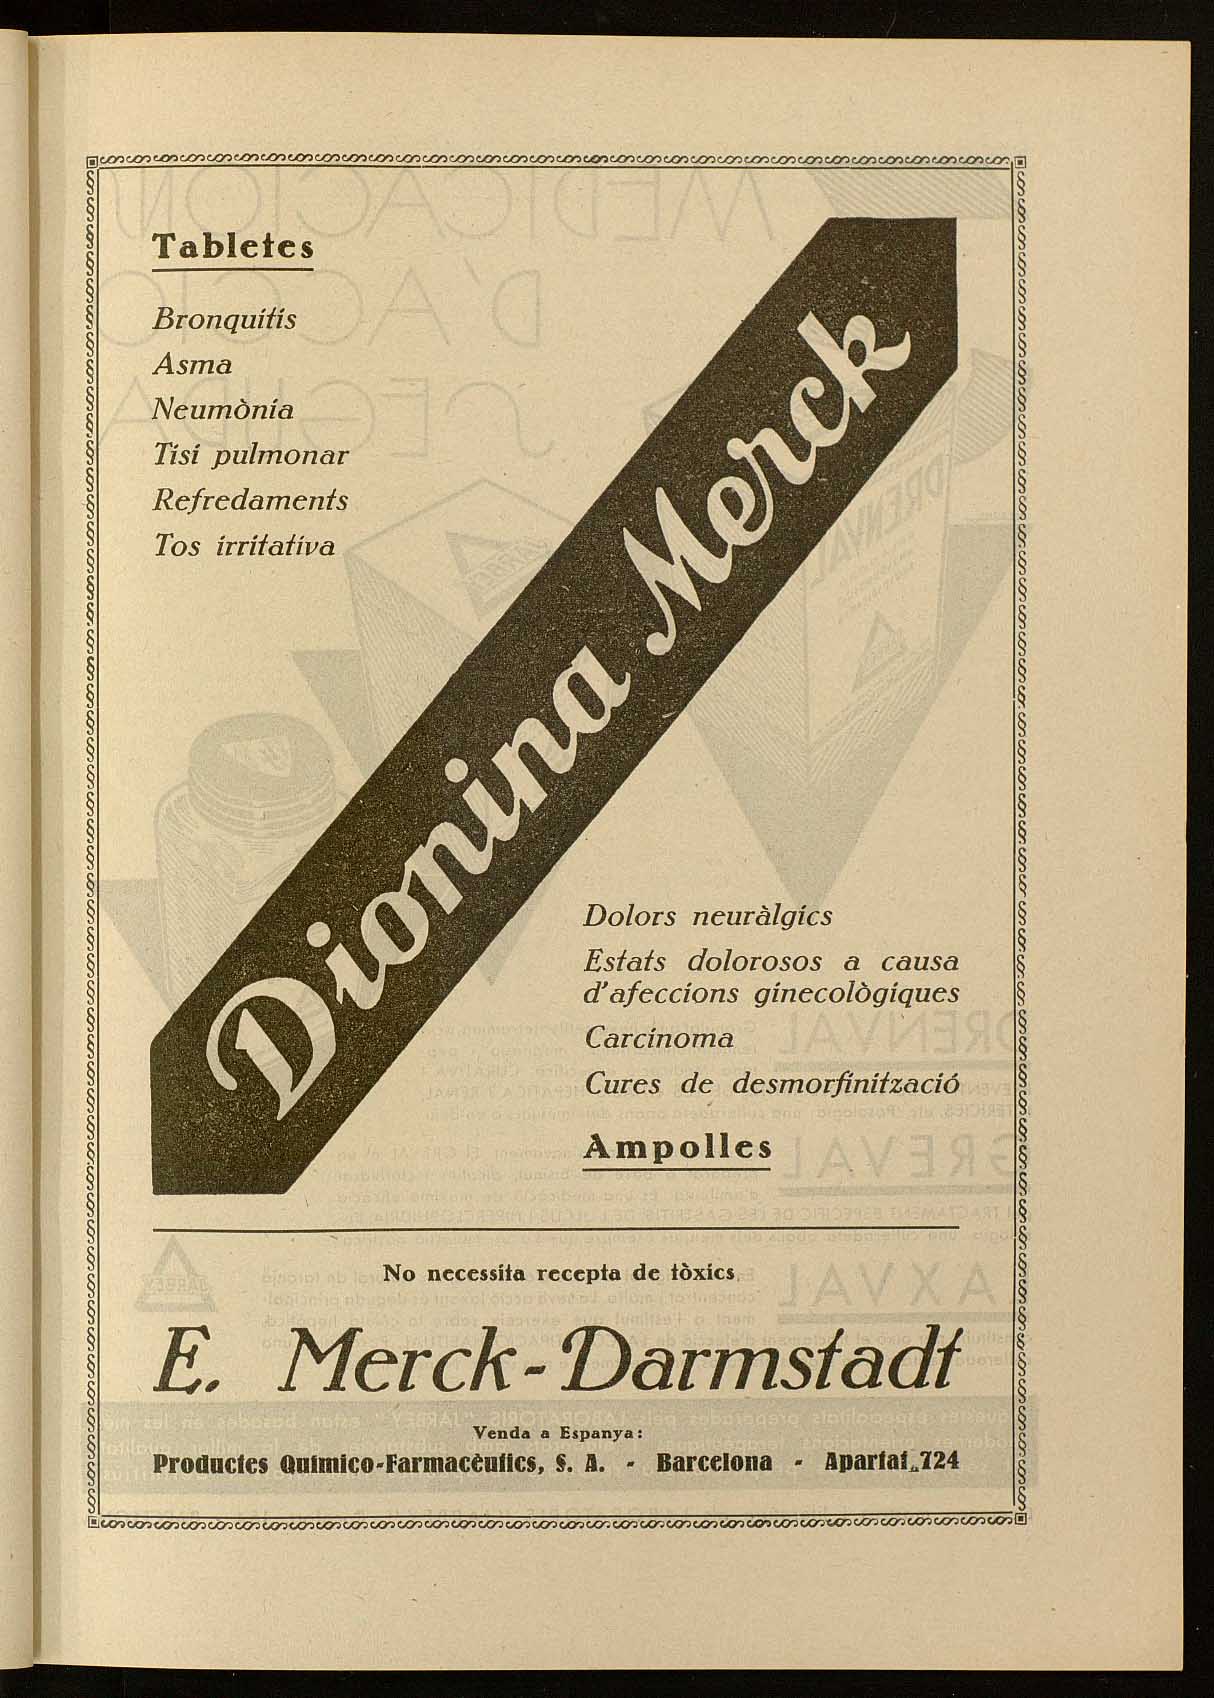 Tabletes
Bronquitis
Asma
Neumònia
Tisi pulmonar
Refredaments
Tos irritativa
Dionina Merck
Dolors neuràlgics
Estats dolorosos a causa
d'afeccions ginecològiques
Carcinoma
Cures de desmorfinització
Ampolles
No necessita recepta de tòxics
E. Merck - Darmstadt
Venda a Espanya:
Productes Químico-Farmacèutics, S. A. - Barcelona - Apartat 724